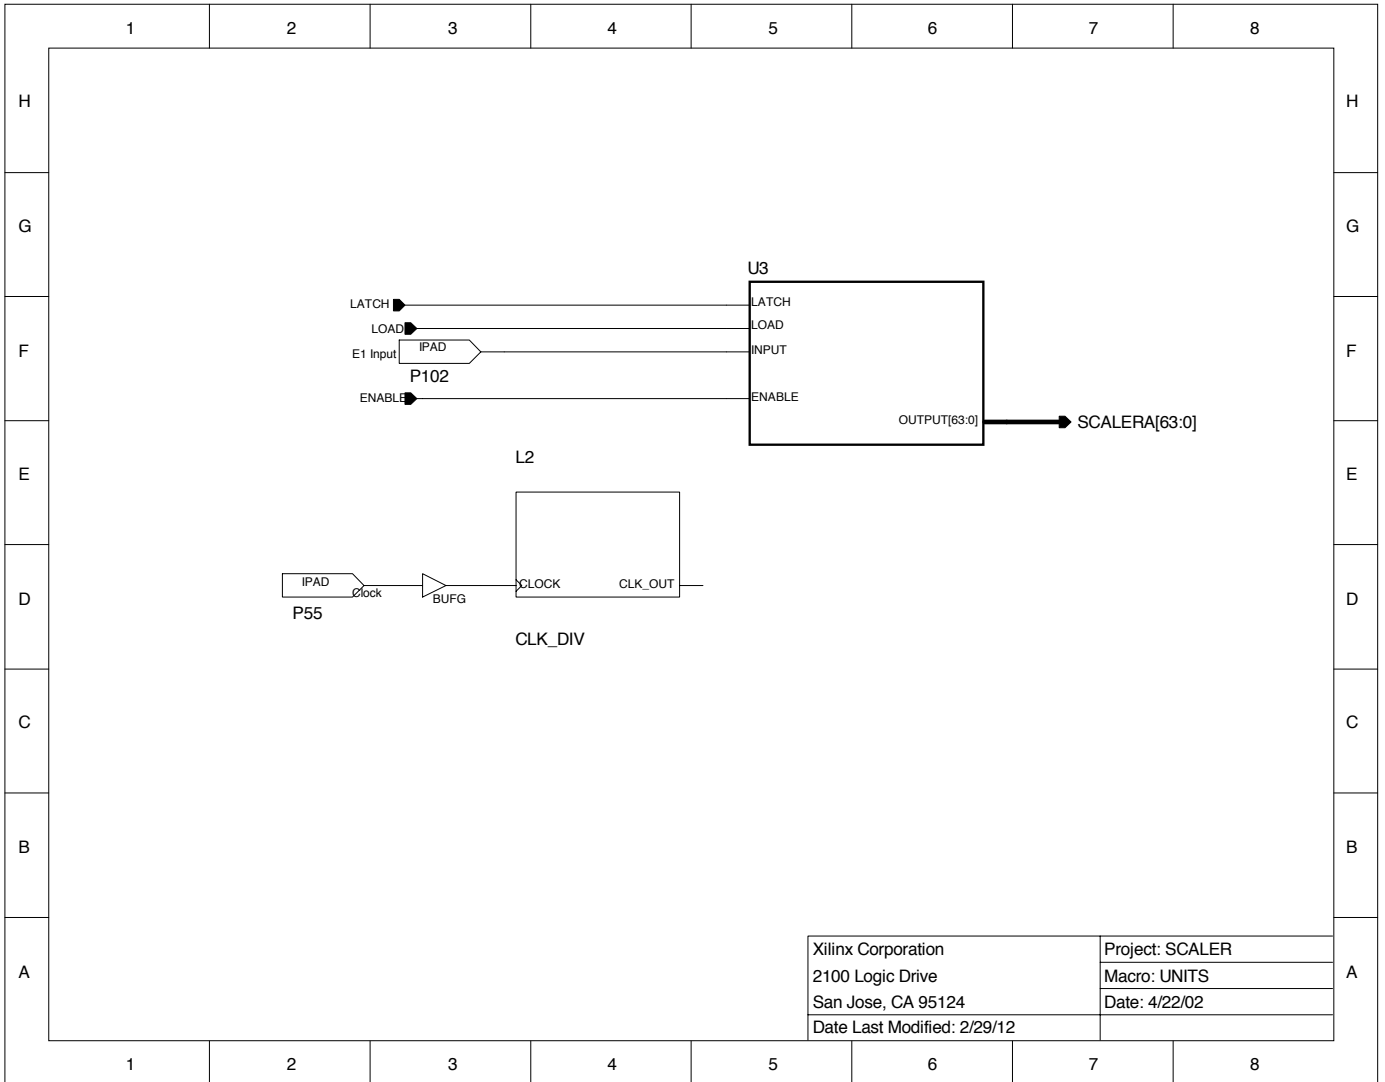 1 2 3 4 5 6 7 8
H H
G G
U3
LATCH LATCH
LOAD LOAD
E1 Input IPAD INPUT
P102
F F
ENABLE ENABLE
OUTPUT[63:0] SCALERA[63:0]
L2
E E
IPAD Clock BUFG CLOCK CLK_OUT
P55
D D
CLK_DIV
C C
B B
Xilinx Corporation Project: SCALER
2100 Logic Drive Macro: UNITS
A A
San Jose, CA 95124 Date: 4/22/02
Date Last Modified: 2/29/12
1 2 3 4 5 6 7 8